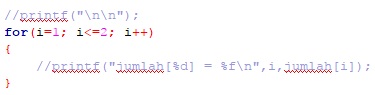 //printf("\n\n");
for(i=1; i<=2; i++)
{
//printf("jumlah[%d] = %f\n",i,jumlah[i]);
}